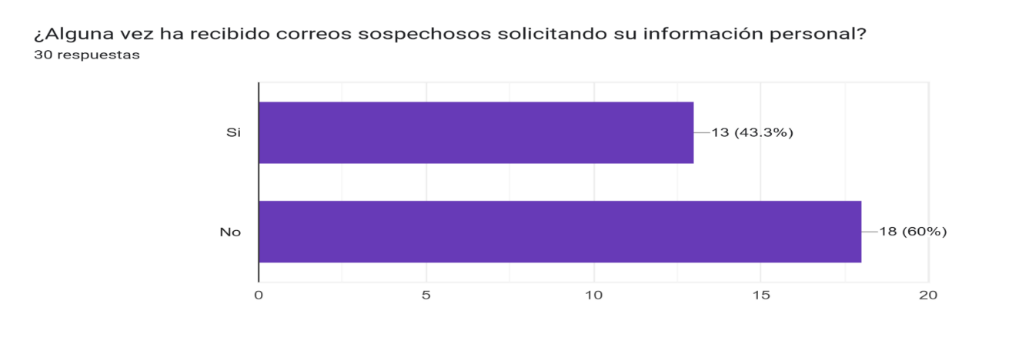 ¿Alguna vez ha recibido correos sospechosos solicitando su información personal?
30 respuestas
Si
13 (43.3%)
No
18 (60%)
0 5 10 15 20